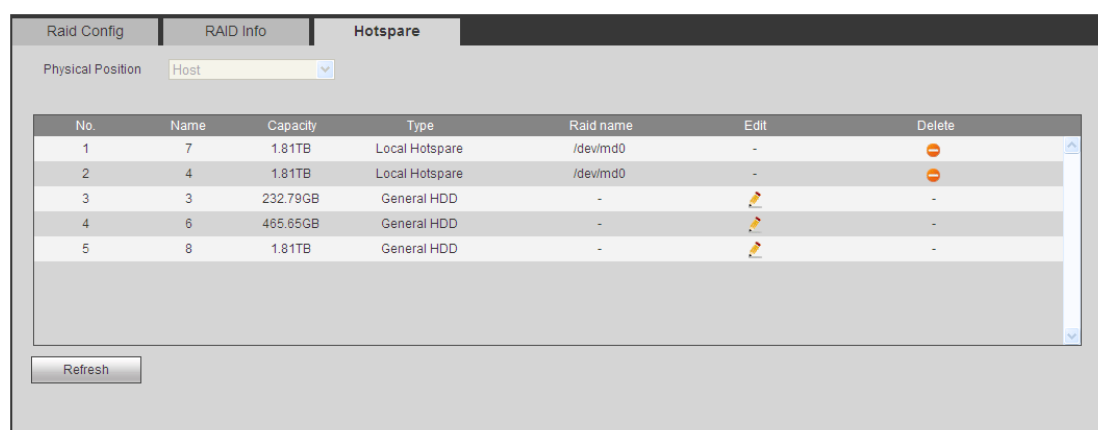 Raid Config RAID Info Hotspare
Physical Position Host
No. Name Capacity Type Raid name Edit Delete
1 7 1.81TB Local Hotspare /dev/md0 -
2 4 1.81TB Local Hotspare /dev/md0 -
3 3 232.79GB General HDD - -
4 6 465.65GB General HDD - -
5 8 1.81TB General HDD - -
Refresh